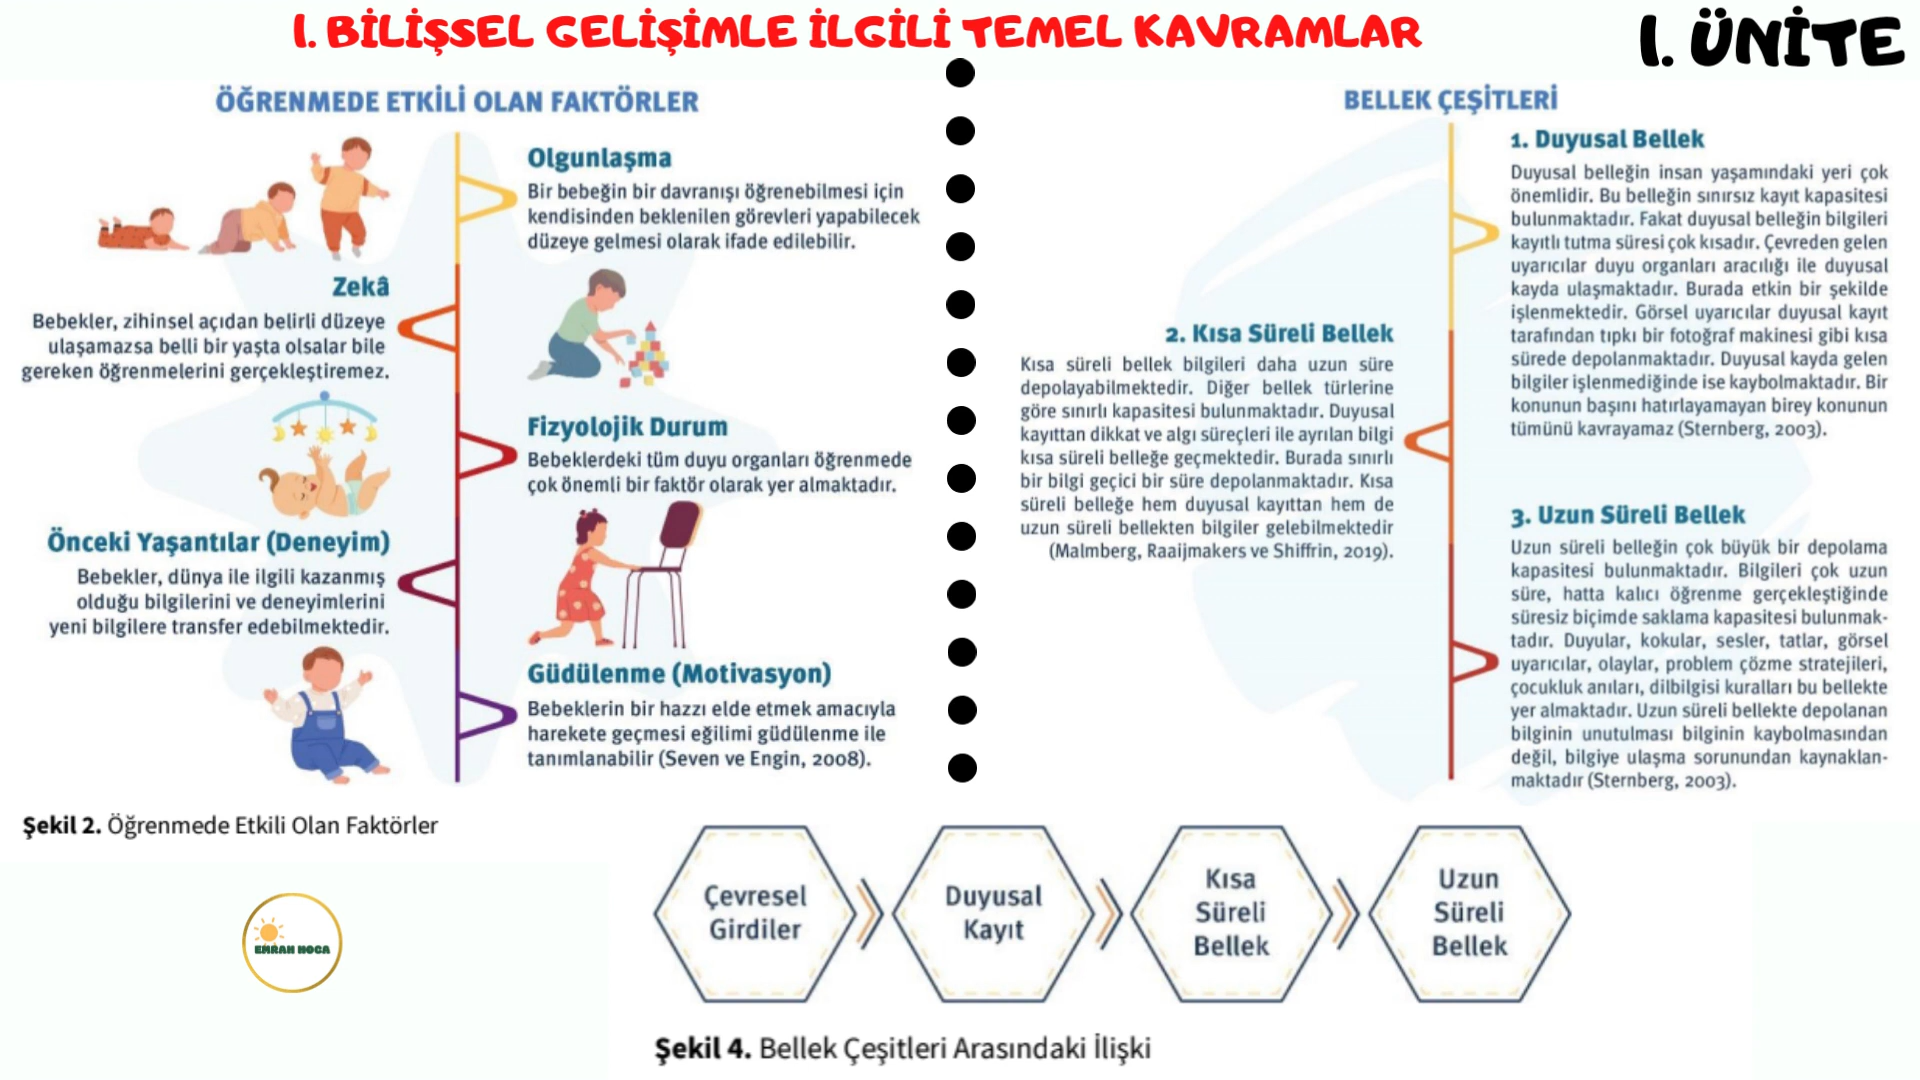 1. BİLİŞSEL GELİŞİMLE İLGİLİ TEMEL KAVRAMLAR
1. ÜNİTE
ÖĞRENMEDE ETKİLİ OLAN FAKTÖRLER
Olgunlaşma
Bir bebeğin bir davranışı öğrenebilmesi için
kendisinden beklenilen görevleri yapabilecek
düzeye gelmesi olarak ifade edilebilir.
Zekâ
Bebekler, zihinsel açıdan belirli düzeye
ulaşamazsa belli bir yaşta olsalar bile
gereken öğrenmelerini gerçekleştiremez.
Fizyolojik Durum
Bebeklerdeki tüm duyu organları öğrenmede
çok önemli bir faktör olarak yer almaktadır.
Önceki Yaşantılar (Deneyim)
Bebekler, dünya ile ilgili kazanmış
olduğu bilgilerini ve deneyimlerini
yeni bilgilere transfer edebilmektedir.
Güdülenme (Motivasyon)
Bebeklerin bir hazzı elde etmek amacıyla
harekete geçmesi eğilimi güdülenme ile
tanımlanabilir (Seven ve Engin, 2008).
Şekil 2. Öğrenmede Etkili Olan Faktörler
BELLEK ÇEŞİTLERİ
1. Duyusal Bellek
Duyusal belleğin insan yaşamındaki yeri çok
önemlidir. Bu belleğin sınırsız kayıt kapasitesi
bulunmaktadır. Fakat duyusal belleğin bilgileri
kayıtlı tutma süresi çok kısadır. Çevreden gelen
uyarıcılar duyu organları aracılığı ile duyusal
kayda ulaşmaktadır. Burada etkin bir şekilde
işlenmektedir. Görsel uyarıcılar duyusal kayıt
tarafından tıpkı bir fotoğraf makinesi gibi kısa
sürede depolanmaktadır. Duyusal kayda gelen
bilgiler işlenmediğinde ise kaybolmaktadır. Bir
konunun başını hatırlayamayan birey konunun
tümünü kavrayamaz (Sternberg, 2003).
2. Kısa Süreli Bellek
Kısa süreli bellek bilgileri daha uzun süre
depolayabilmektedir. Diğer bellek türlerine
göre sınırlı kapasitesi bulunmaktadır. Duyusal
kayıttan dikkat ve algı süreçleri ile ayrılan bilgi
kısa süreli belleğe geçmektedir. Burada sınırlı
bir bilgi geçici bir süre depolanmaktadır. Kısa
süreli belleğe hem duyusal kayıttan hem de
uzun süreli bellekten bilgiler gelebilmektedir
(Malmberg, Raaijmakers ve Shiffrin, 2019).
3. Uzun Süreli Bellek
Uzun süreli belleğin çok büyük bir depolama
kapasitesi bulunmaktadır. Bilgileri çok uzun
süre, hatta kalıcı öğrenme gerçekleştiğinde
süresiz biçimde saklama kapasitesi bulunmak-
tadır. Duyular, kokular, sesler, tatlar, görsel
uyarıcılar, olaylar, problem çözme stratejileri,
çocukluk anıları, dilbilgisi kuralları bu bellekte
yer almaktadır. Uzun süreli bellekte depolanan
bilginin unutulması bilginin kaybolmasından
değil, bilgiye ulaşma sorunundan kaynaklan-
maktadır (Sternberg, 2003).
Çevresel
Girdiler
Duyusal
Kayıt
Kısa
Süreli
Bellek
Uzun
Süreli
Bellek
Şekil 4. Bellek Çeşitleri Arasındaki İlişki
EMRAH HOCA